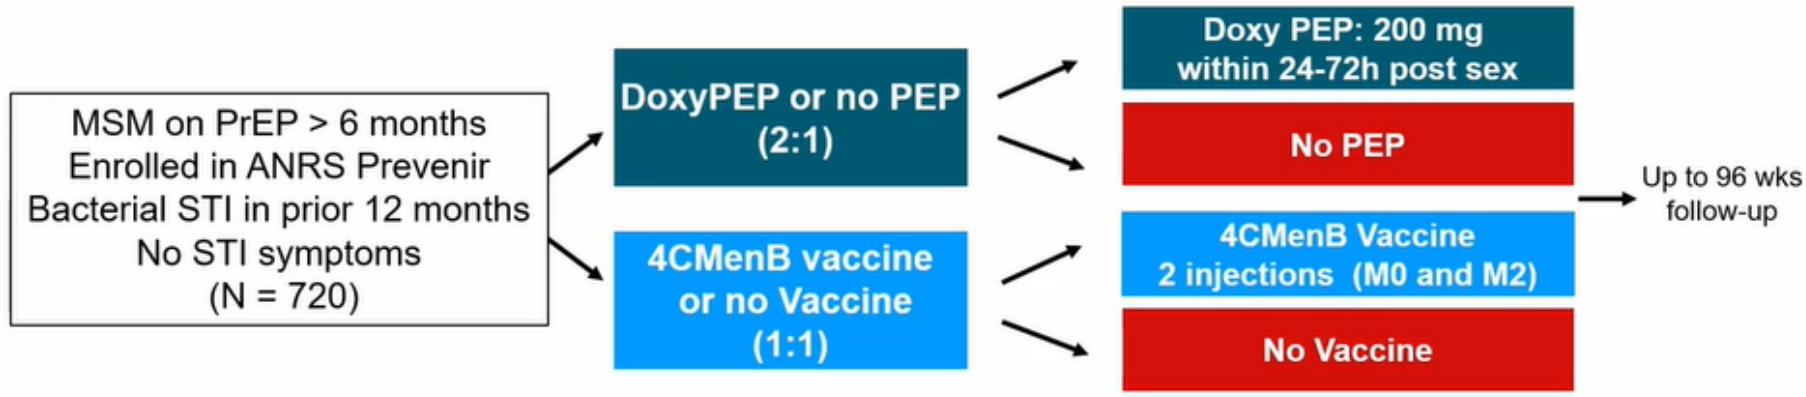 MSM on PrEP > 6 months
Enrolled in ANRS Prevenir
Bacterial STI in prior 12 months
No STI symptoms
(N = 720)
DoxyPEP or no PEP
(2:1)
4CMenB vaccine
or no Vaccine
(1:1)
Doxy PEP: 200 mg
within 24-72h post sex
No PEP
4CMenB Vaccine
2 injections (M0 and M2)
No Vaccine
Up to 96 wks
follow-up